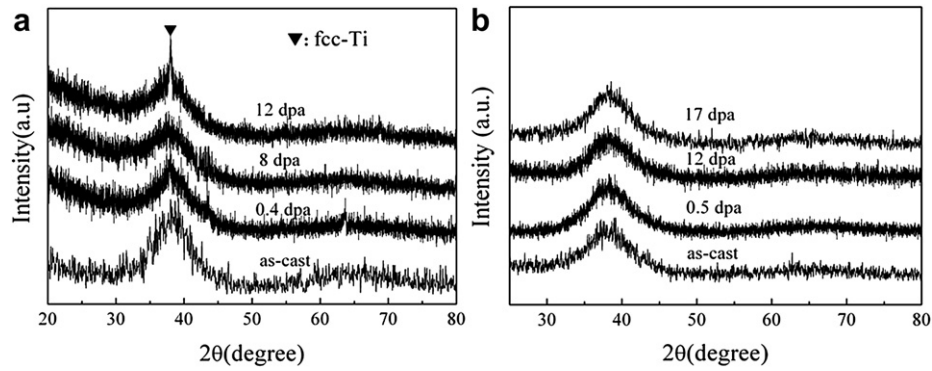 a
▼: fcc-Ti
12 dpa
8 dpa
0.4 dpa
as-cast
Intensity(a.u)
20 30 40 50 60 70 80
2θ(degree)
b
17 dpa
12 dpa
0.5 dpa
as-cast
Intensity (a.u.)
30 40 50 60 70 80
2θ(degree)